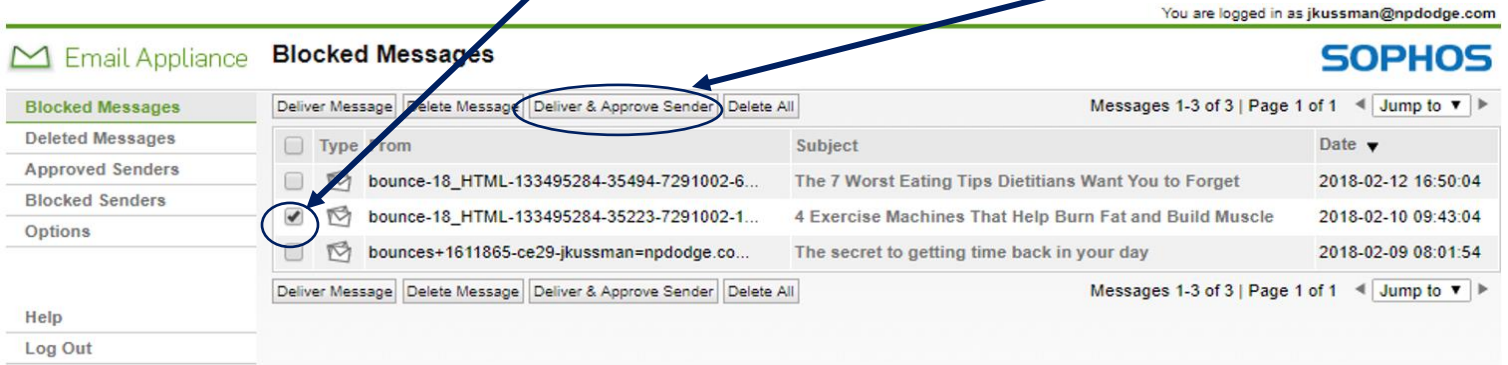 You are logged in as jkussman@npdodge.com
Email Appliance Blocked Messages SOPHOS
Blocked Messages
Deleted Messages
Approved Senders
Blocked Senders
Options
Help
Log Out
Deliver Message Delete Message Deliver & Approve Sender Delete All Messages 1-3 of 3 | Page 1 of 1 ◄ Jump to ▼ ►
Type From Subject Date ▼
bounce-18_HTML-133495284-35494-7291002-6... The 7 Worst Eating Tips Dietitians Want You to Forget 2018-02-12 16:50:04
bounce-18_HTML-133495284-35223-7291002-1... 4 Exercise Machines That Help Burn Fat and Build Muscle 2018-02-10 09:43:04
bounces+1611865-ce29-jkussman=npdodge.co... The secret to getting time back in your day 2018-02-09 08:01:54
Deliver Message Delete Message Deliver & Approve Sender Delete All Messages 1-3 of 3 | Page 1 of 1 ◄ Jump to ▼ ►